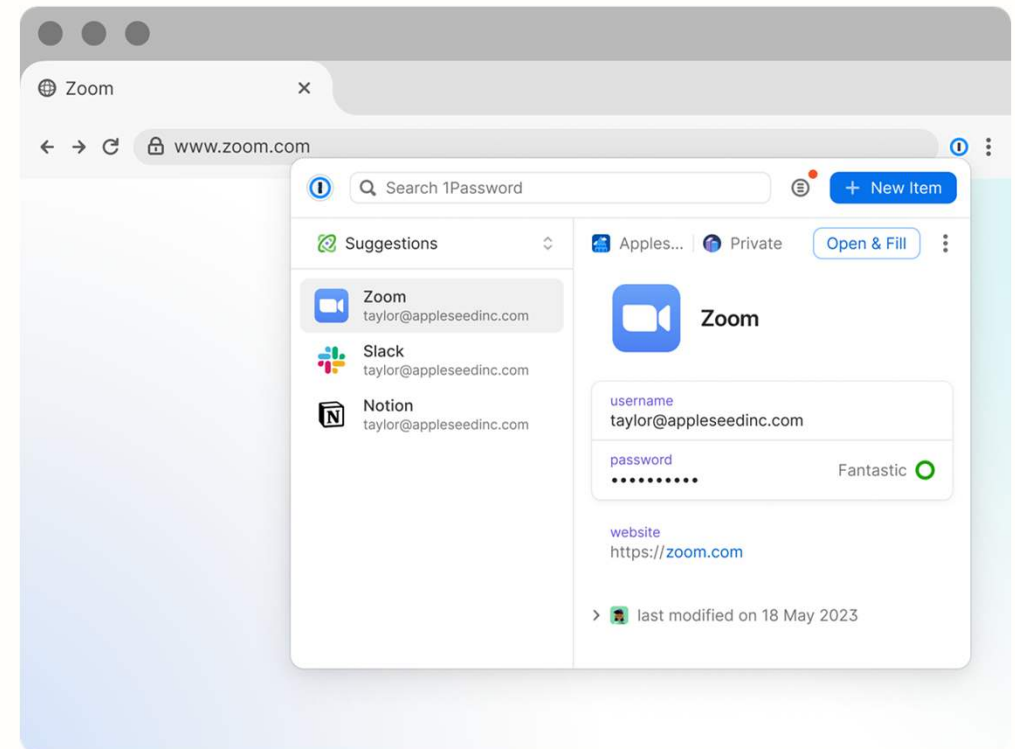 Zoom
www.zoom.com
Search 1Password
+ New Item
Suggestions
Apples... Private Open & Fill
Zoom
taylor@appleseedinc.com
Slack
taylor@appleseedinc.com
Notion
taylor@appleseedinc.com
Zoom
username
taylor@appleseedinc.com
password
•••••••••• Fantastic
website
https://zoom.com
last modified on 18 May 2023